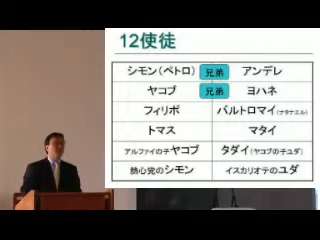 12使徒
シモン(ペトロ) 兄弟 アンデレ
ヤコブ 兄弟 ヨハネ
フィリポ バルトロマイ(ナタナエル)
トマス マタイ
アルファイの子ヤコブ タダイ(ヤコブの子ユダ)
熱心党のシモン イスカリオテのユダ